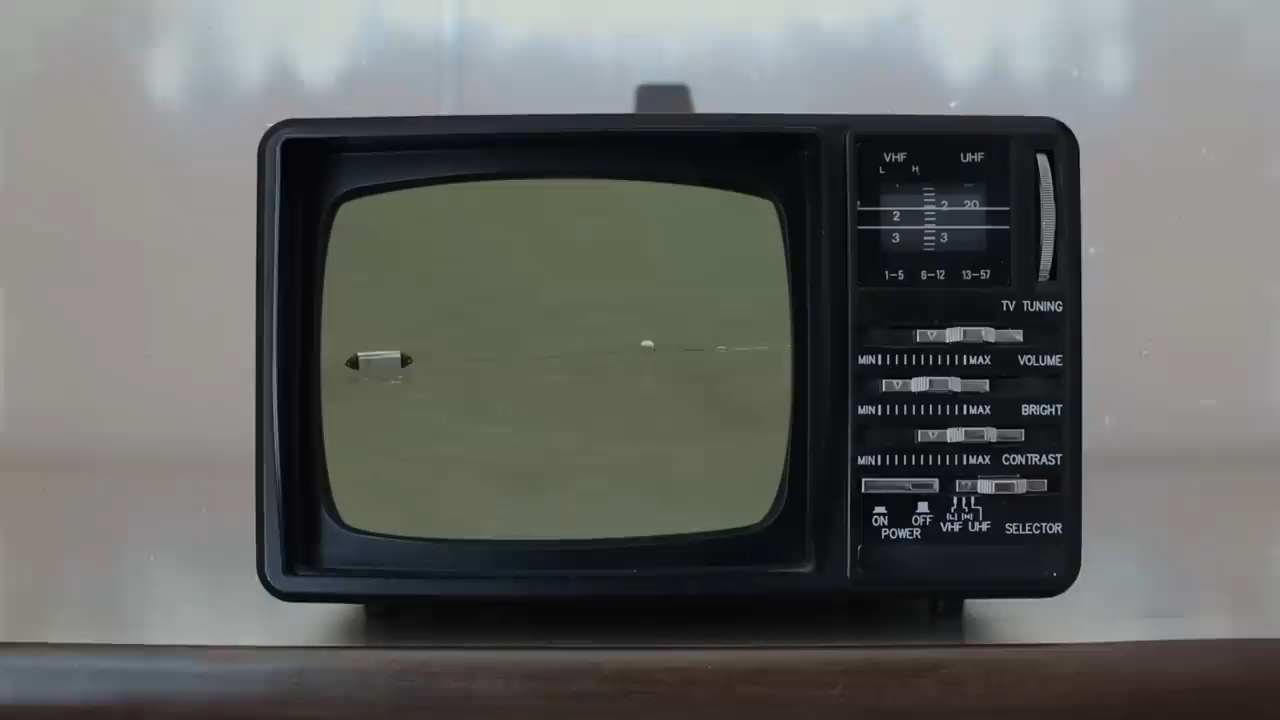 VHF UHF
L H
2 20
2
3 3
1-5 6-12 13-57
TV TUNING
MIN MAX VOLUME
MIN MAX BRIGHT
MIN MAX CONTRAST
ON OFF
POWER
(L) (H)
VHF UHF
SELECTOR